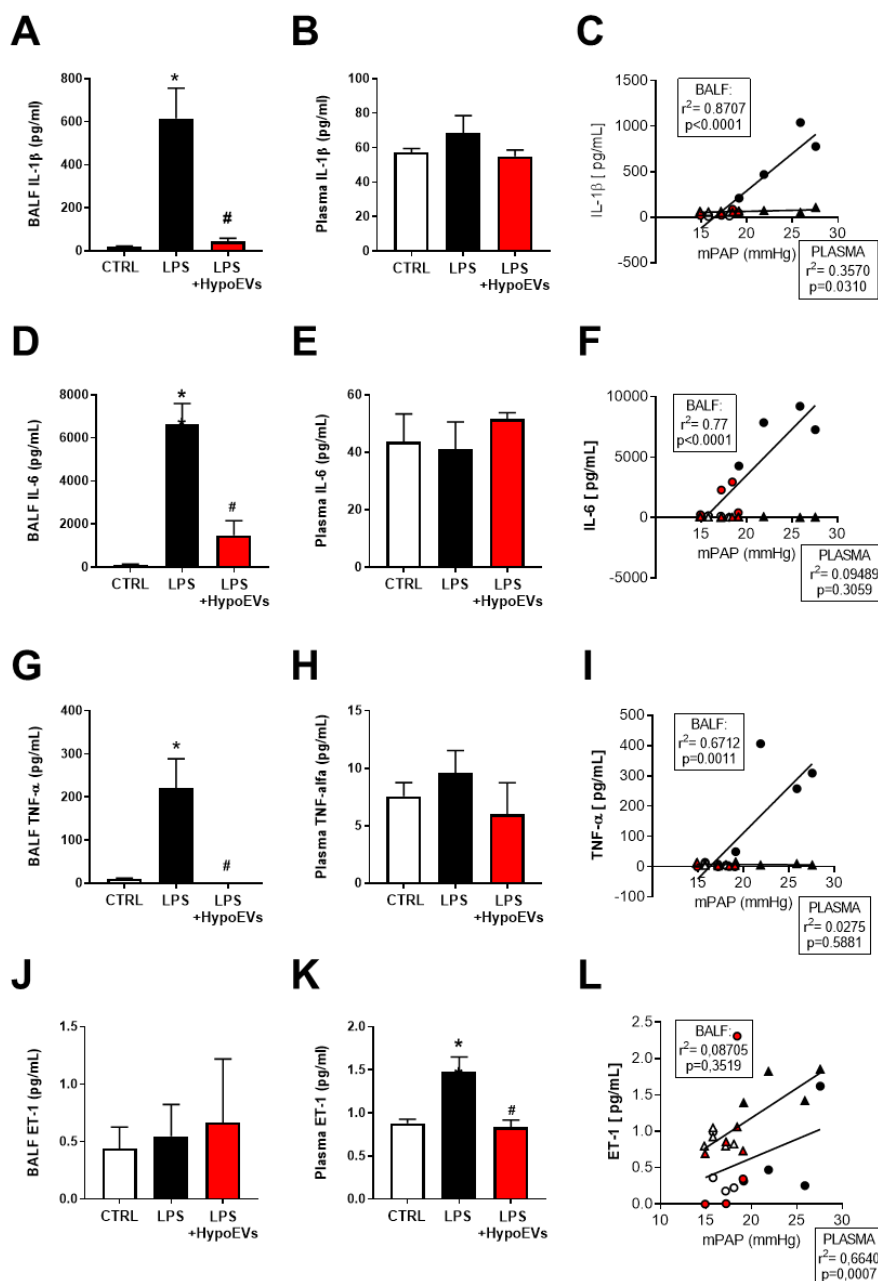 A
B
C
BALF IL-1β (pg/ml)
800
600
400
200
0
*
#
CTRL
LPS
LPS
+HypoEVs
Plasma IL-1β (pg/ml)
100
80
60
40
20
0
CTRL
LPS
LPS
+HypoEVs
IL-1β [ pg/mL]
1500
1000
500
0
-500
BALF:
r2= 0.8707
p<0.0001
15
20
25
30
mPAP (mmHg)
PLASMA
r2= 0.3570
p=0.0310
D
E
F
BALF IL-6 (pg/mL)
8000
6000
4000
2000
0
*
#
CTRL
LPS
LPS
+HypoEVs
Plasma IL-6 (pg/mL)
60
40
20
0
CTRL
LPS
LPS
+HypoEVs
IL-6 [ pg/mL]
10000
5000
0
-5000
BALF:
r2= 0.77
p<0.0001
15
20
25
30
mPAP (mmHg)
PLASMA
r2= 0.09489
p=0.3059
G
H
I
BALF TNF-α (pg/mL)
400
300
200
100
0
*
#
CTRL
LPS
LPS
+HypoEVs
Plasma TNF-alfa (pg/mL)
15
10
5
0
CTRL
LPS
LPS
+HypoEVs
TNF-α [ pg/mL]
500
400
300
200
100
0
-100
BALF:
r2= 0.6712
p=0.0011
15
20
25
30
mPAP (mmHg)
PLASMA
r2= 0.0275
p=0.5881
J
K
L
BALF ET-1 (pg/mL)
1.5
1.0
0.5
0.0
CTRL
LPS
LPS
+HypoEVs
Plasma ET-1 (pg/ml)
2.0
1.5
1.0
0.5
0.0
*
#
CTRL
LPS
LPS
+HypoEVs
ET-1 [ pg/mL]
2.5
2.0
1.5
1.0
0.5
0.0
BALF:
r2= 0,08705
p=0,3519
10
15
20
25
30
mPAP (mmHg)
PLASMA
r2= 0,6640
p=0,0007